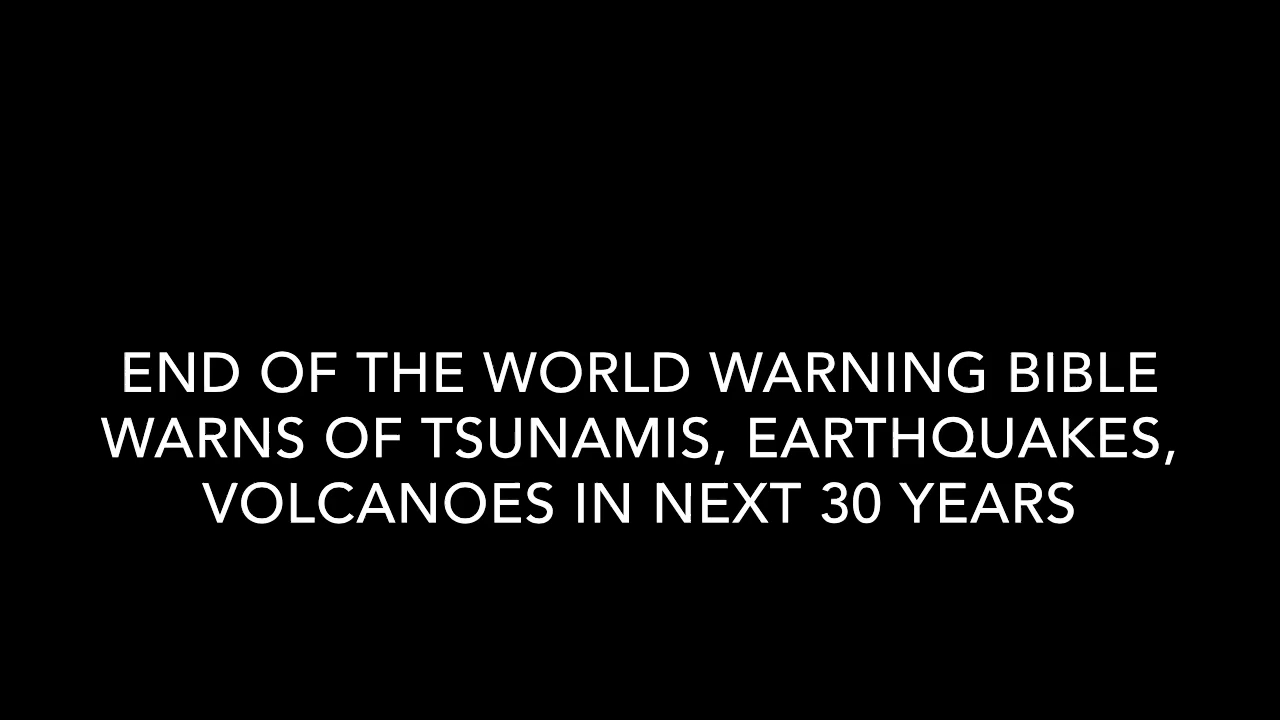 END OF THE WORLD WARNING BIBLE
WARNS OF TSUNAMIS, EARTHQUAKES,
VOLCANOES IN NEXT 30 YEARS